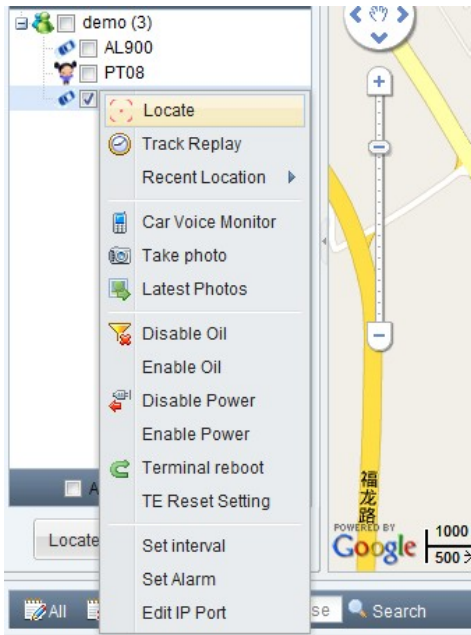 demo (3)
AL900
PT08
Locate
Track Replay
Recent Location
Car Voice Monitor
Take photo
Latest Photos
Disable Oil
Enable Oil
Disable Power
Enable Power
Terminal reboot
TE Reset Setting
Set interval
Set Alarm
Edit IP Port
A
Locate
All
se
Search
福龙路
POWERED BY
Google
1000
500